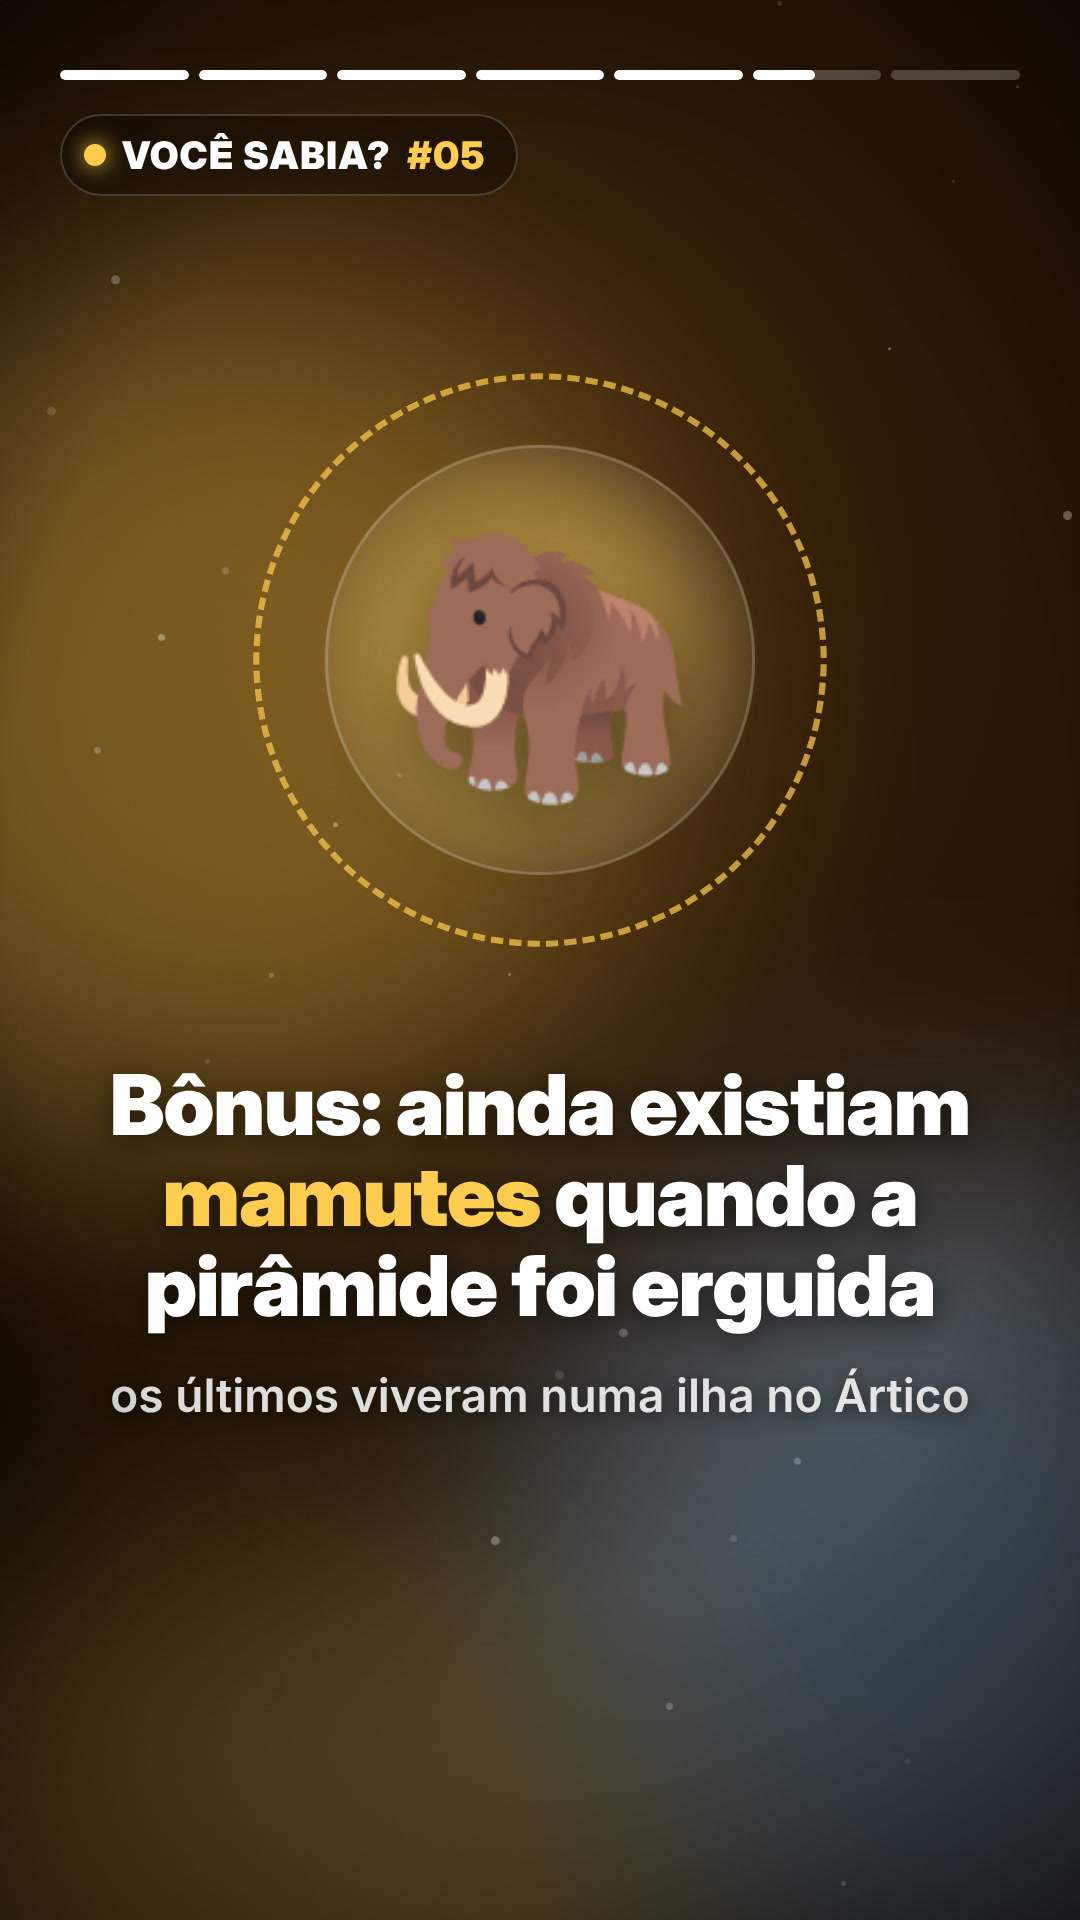 VOCÊ SABIA? #05
Bônus: ainda existiam
mamutes quando a
pirâmide foi erguida
os últimos viveram numa ilha no Ártico